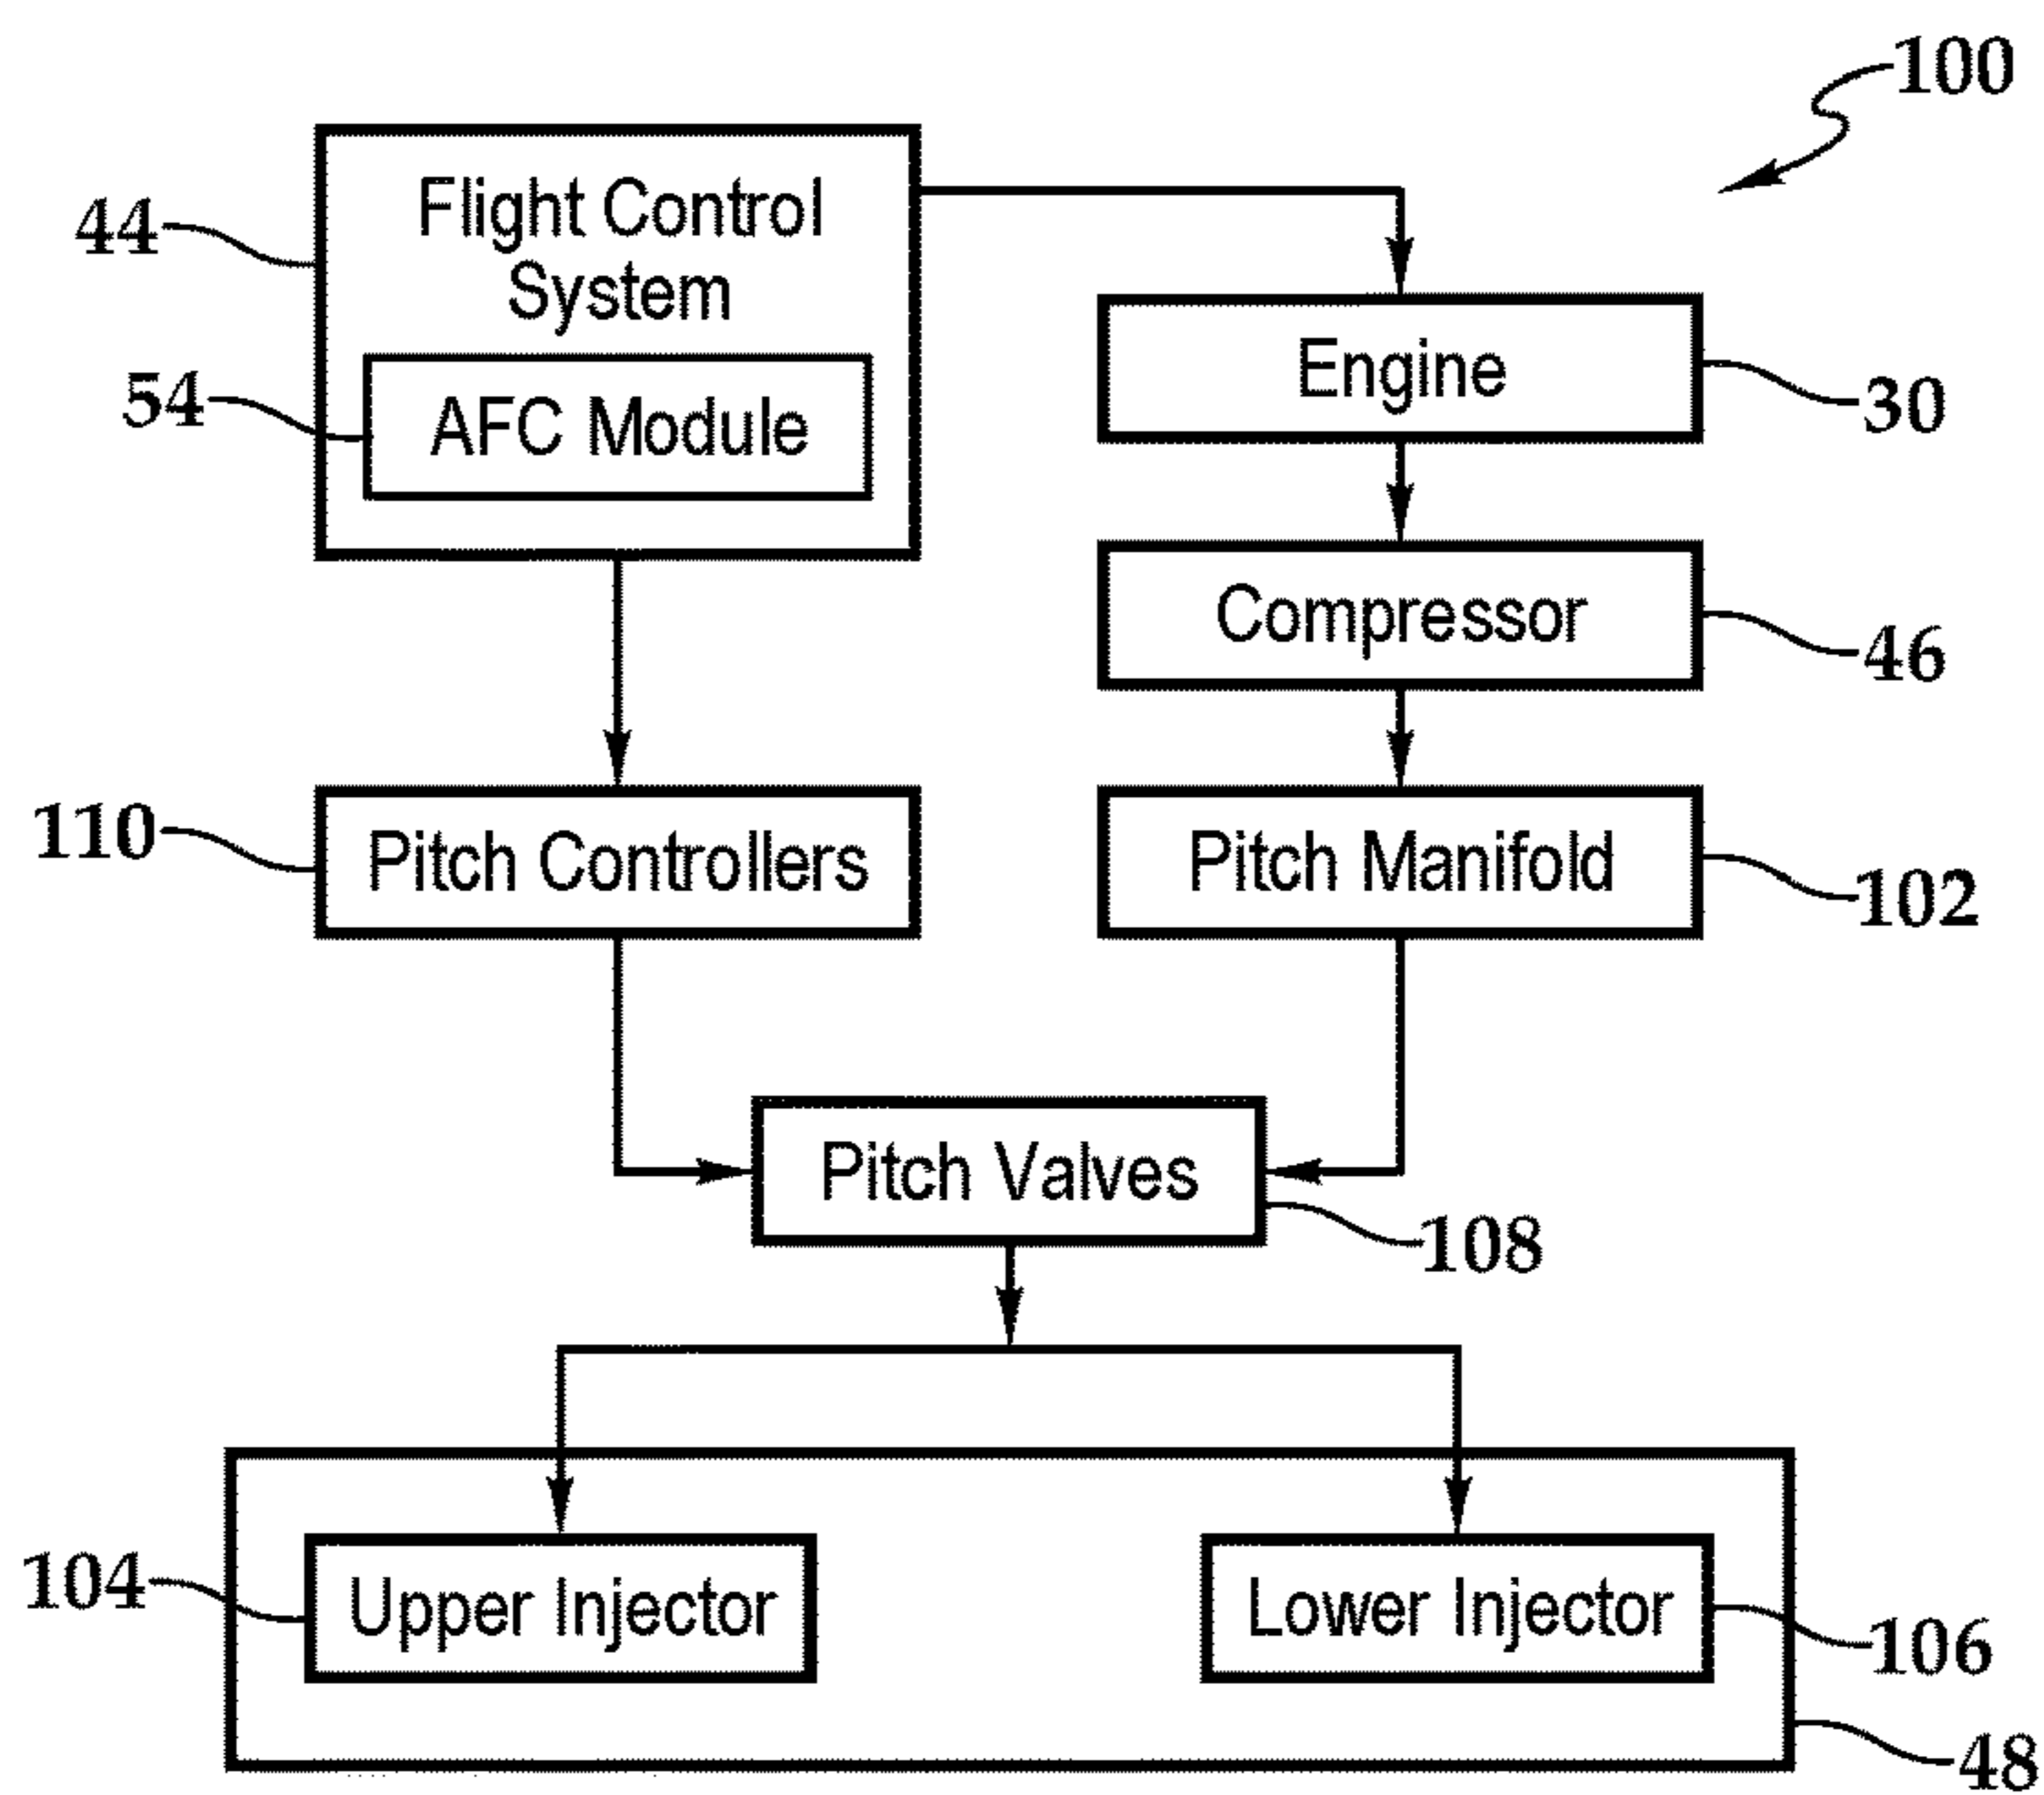 100
Flight Control
System
44
AFC Module
54
Engine
30
Compressor
46
Pitch Controllers
110
Pitch Manifold
102
Pitch Valves
108
Upper Injector
104
Lower Injector
106
48